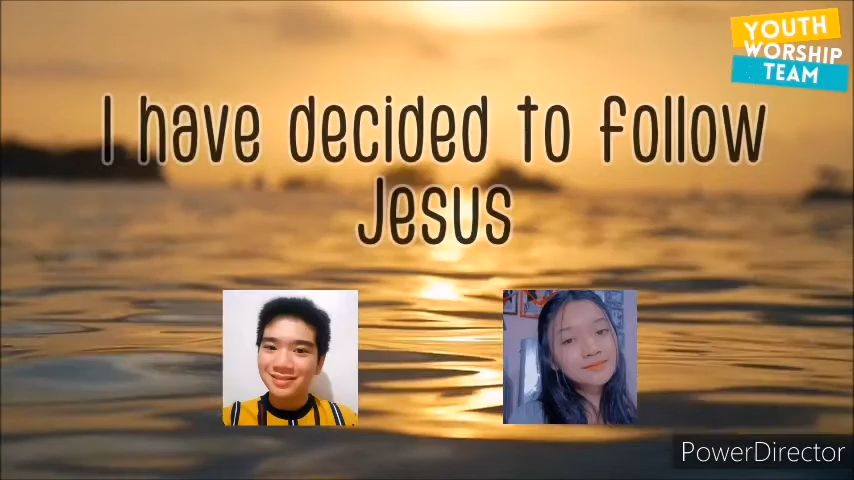 YOUTH
WORSHIP
TEAM
I have decided to follow
Jesus
PowerDirector